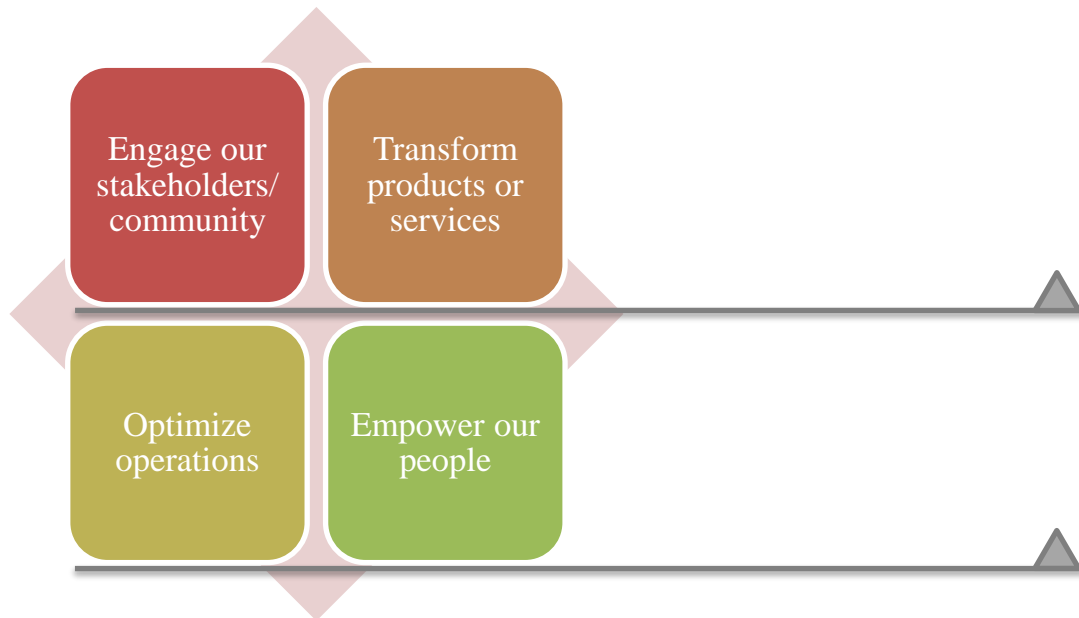 Engage our
stakeholders/
community
Transform
products or
services
Optimize
operations
Empower our
people